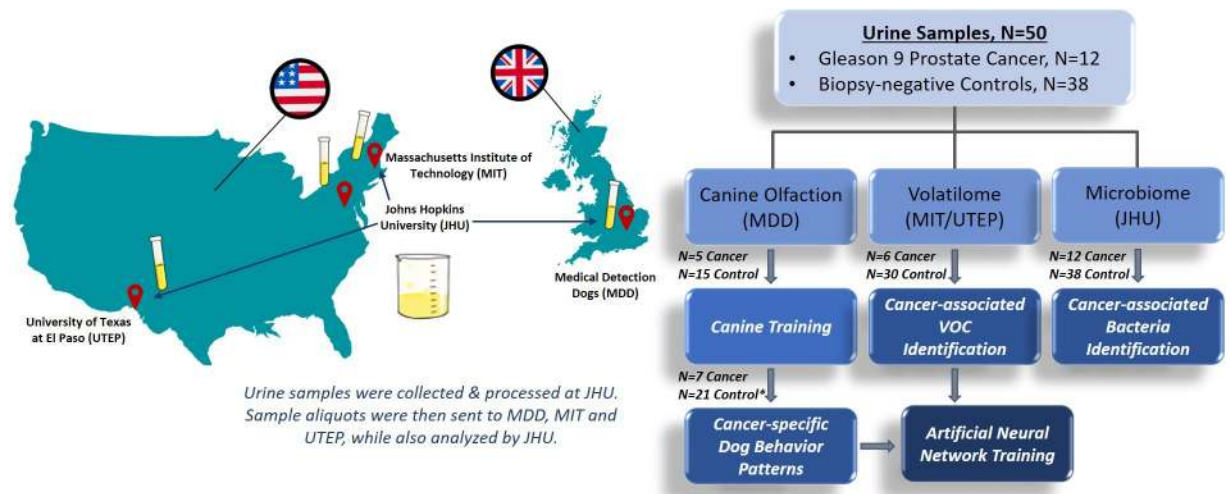 Massachusetts Institute of
Technology (MIT)
Johns Hopkins
University (JHU)
Medical Detection
Dogs (MDD)
University of Texas
at El Paso (UTEP)
Urine samples were collected & processed at JHU.
Sample aliquots were then sent to MDD, MIT and
UTEP, while also analyzed by JHU.
Urine Samples, N=50
• Gleason 9 Prostate Cancer, N=12
• Biopsy-negative Controls, N=38
Canine Olfaction
(MDD)
Volatilome
(MIT/UTEP)
Microbiome
(JHU)
N=5 Cancer
N=15 Control
N=6 Cancer
N=30 Control
N=12 Cancer
N=38 Control
Canine Training
Cancer-associated
VOC
Identification
Cancer-associated
Bacteria
Identification
N=7 Cancer
N=21 Control*
Cancer-specific
Dog Behavior
Patterns
Artificial Neural
Network Training